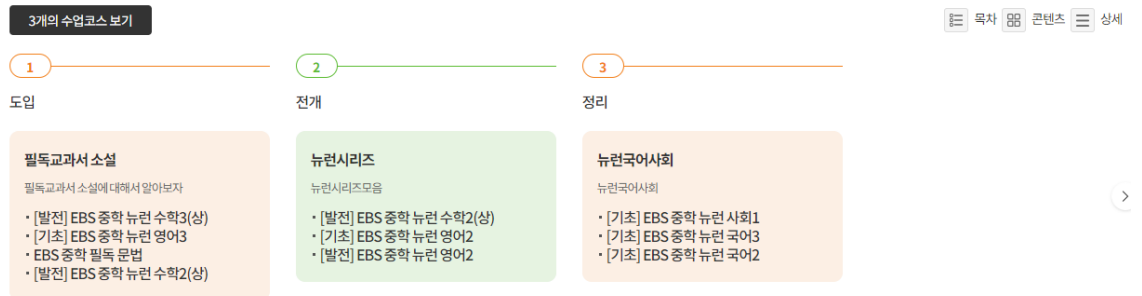 3개의 수업코스 보기
목차 콘텐츠 상세
1
도입
필독교과서 소설
필독교과서 소설에 대해서 알아보자
· [발전] EBS 중학 뉴런 수학3(상)
· [기초] EBS 중학 뉴런 영어3
· EBS 중학 필독 문법
· [발전] EBS 중학 뉴런 수학2(상)
2
전개
뉴런시리즈
뉴런시리즈모음
· [발전] EBS 중학 뉴런 수학2(상)
· [기초] EBS 중학 뉴런 영어2
· [발전] EBS 중학 뉴런 영어2
3
정리
뉴런국어사회
뉴런국어사회
· [기초] EBS 중학 뉴런 사회1
· [기초] EBS 중학 뉴런 국어3
· [기초] EBS 중학 뉴런 국어2